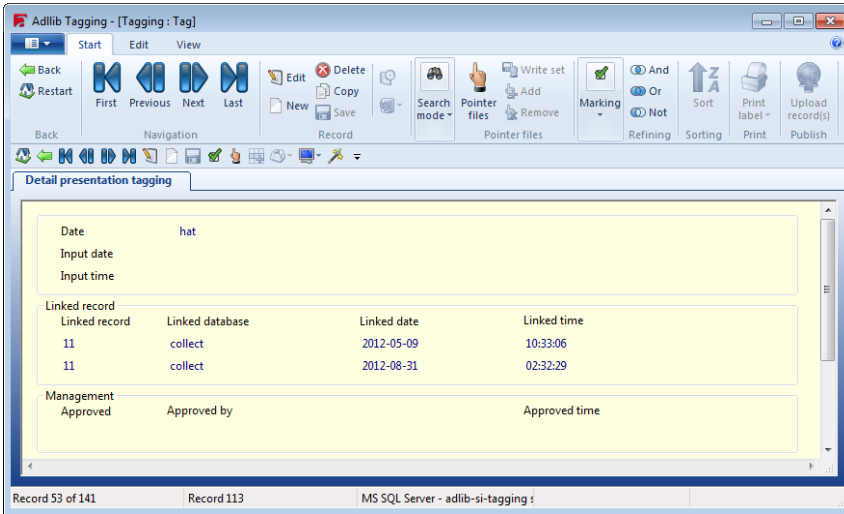 Adlib Tagging - [Tagging : Tag]
Start Edit View
Back
Restart
First Previous Next Last
Edit
New
Delete
Copy
Save
Search mode
Pointer files
Write set
Add
Remove
Marking
And
Or
Not
Sort
Print label
Upload record(s)
Back Navigation Record Pointer files Refining Sorting Print Publish
Detail presentation tagging
Date hat
Input date
Input time
Linked record
Linked record Linked database Linked date Linked time
11 collect 2012-05-09 10:33:06
11 collect 2012-08-31 02:32:29
Management
Approved Approved by Approved time
Record 53 of 141 Record 113 MS SQL Server - adlib-si-tagging s